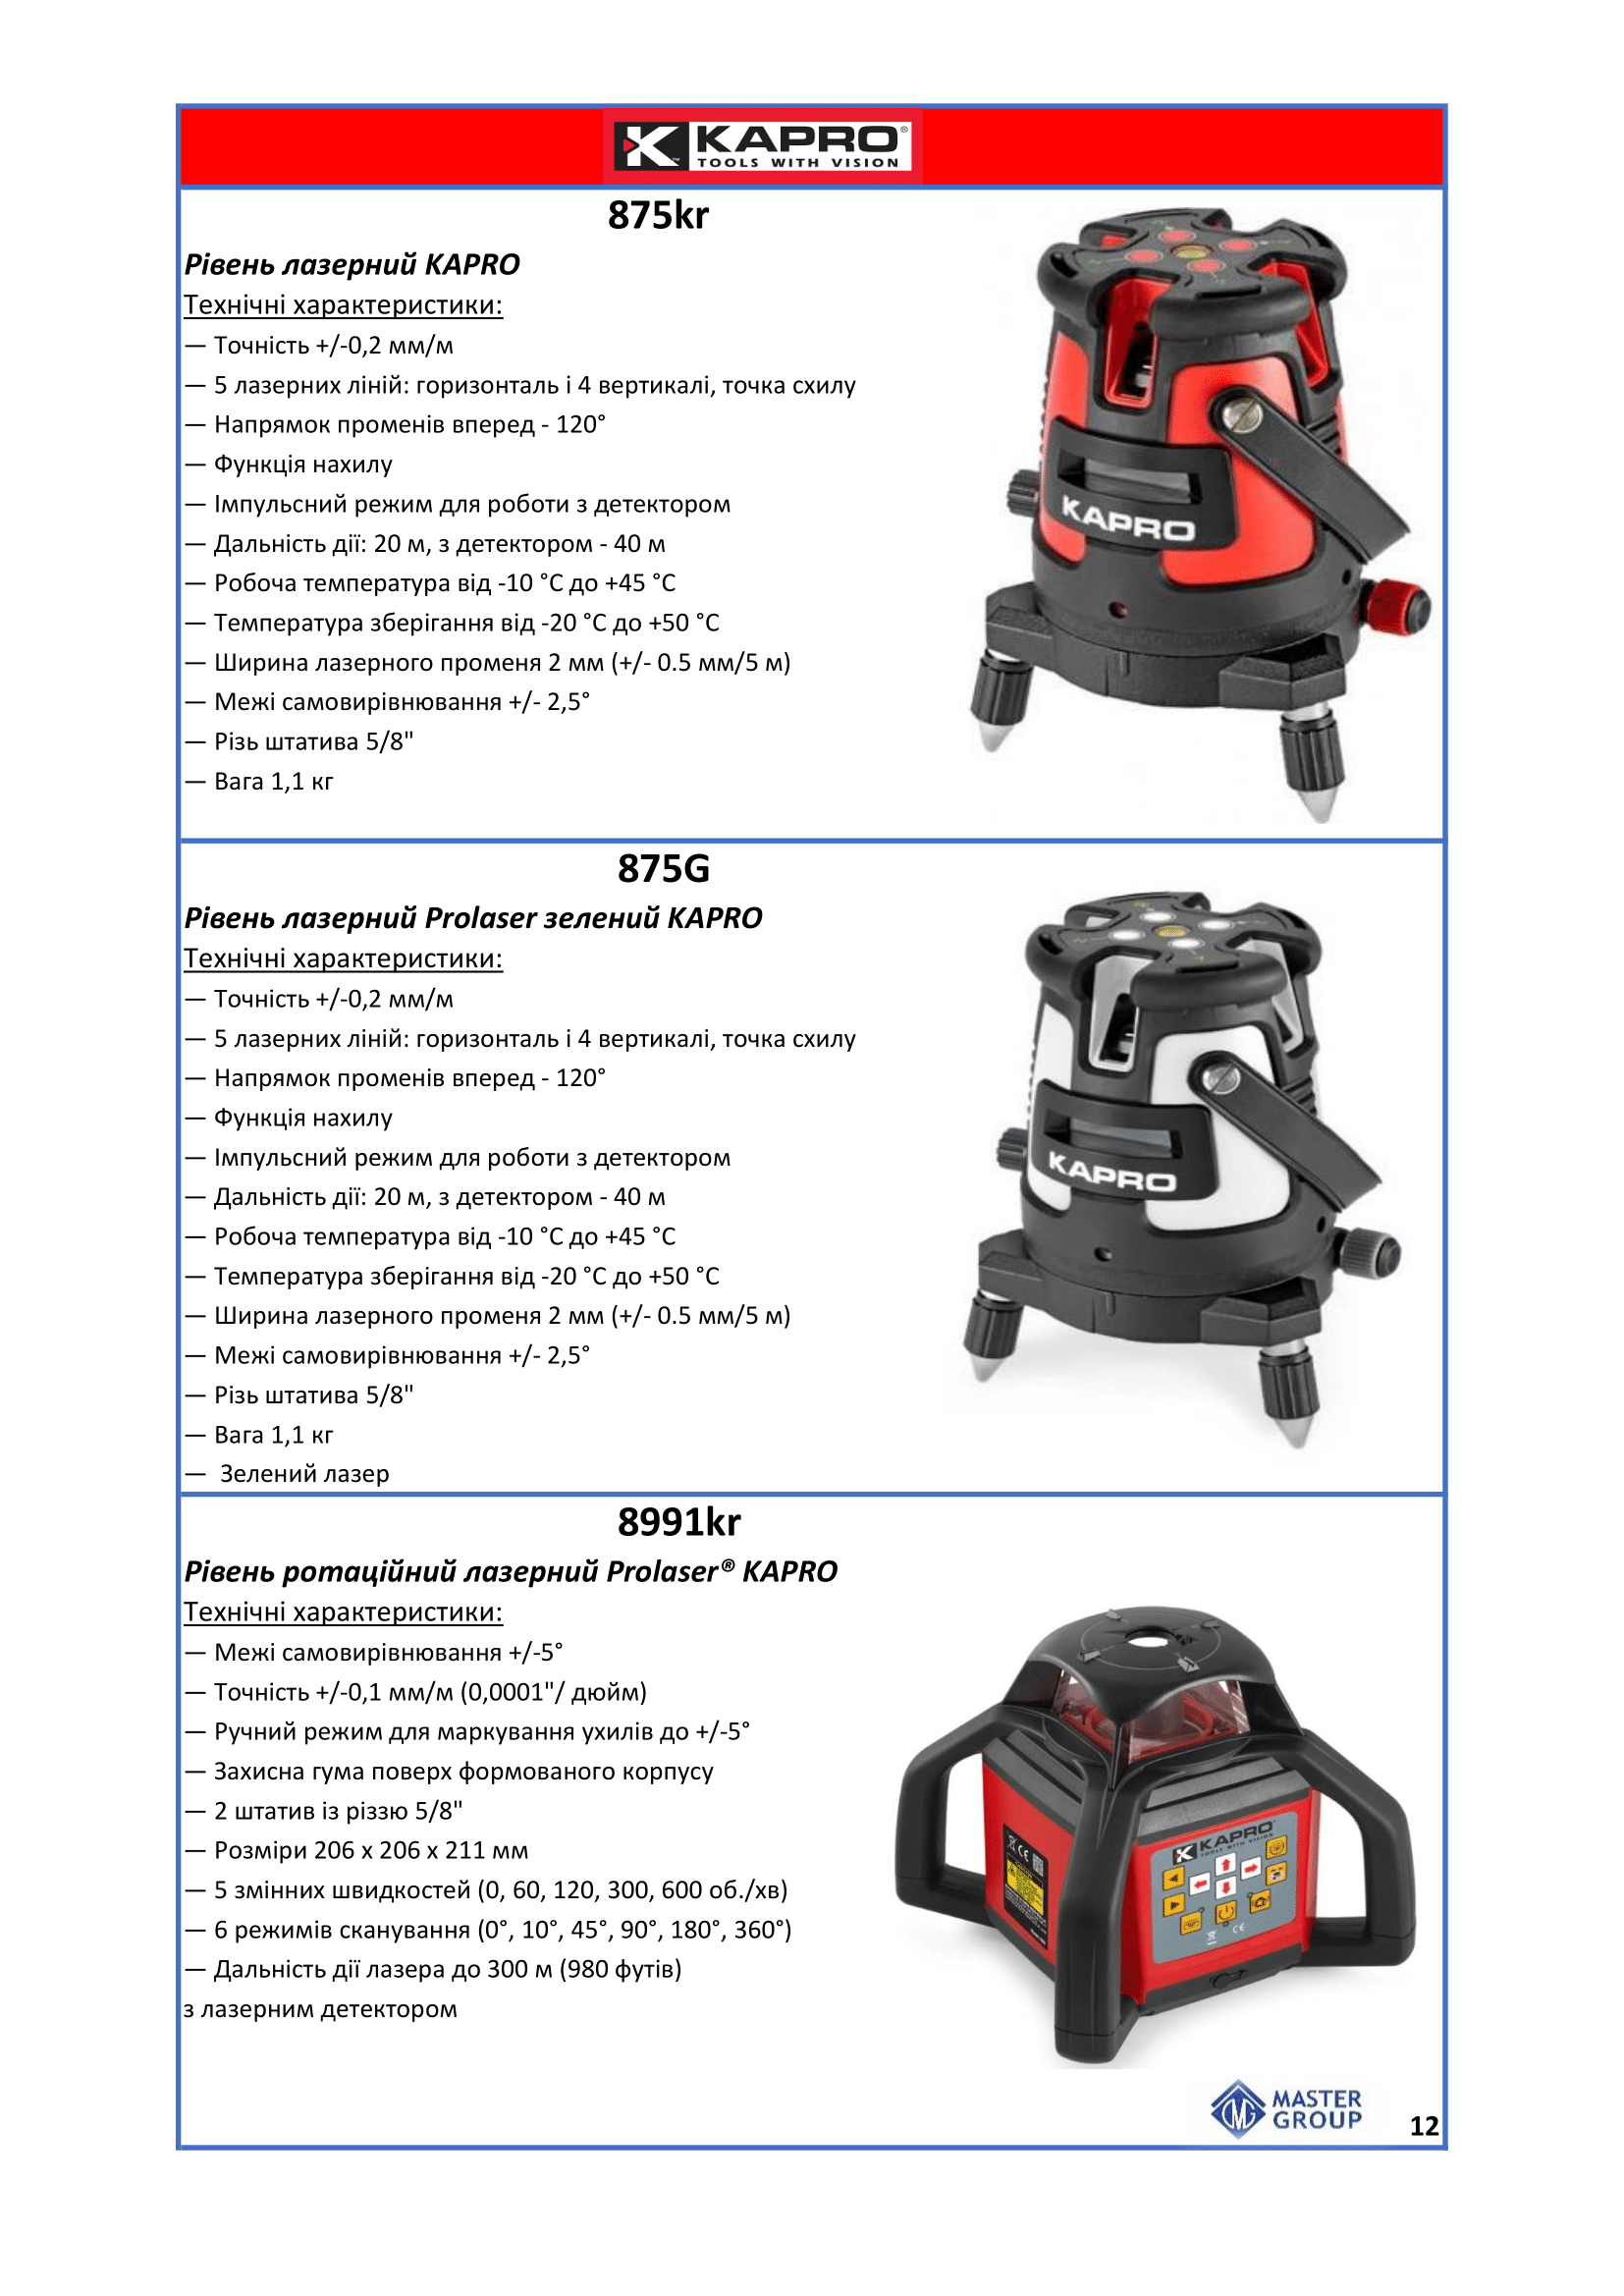 KAPRO®
TOOLS WITH VISION
875kr
Рівень лазерний KAPRO
Технічні характеристики:
— Точність +/-0,2 мм/м
— 5 лазерних ліній: горизонталь і 4 вертикалі, точка схилу
— Напрямок променів вперед - 120°
— Функція нахилу
— Імпульсний режим для роботи з детектором
— Дальність дії: 20 м, з детектором - 40 м
— Робоча температура від -10 °C до +45 °C
— Температура зберігання від -20 °C до +50 °C
— Ширина лазерного променя 2 мм (+/- 0.5 мм/5 м)
— Межі самовирівнювання +/- 2,5°
— Різь штатива 5/8"
— Вага 1,1 кг
KAPRO
875G
Рівень лазерний Prolaser зелений KAPRO
Технічні характеристики:
— Точність +/-0,2 мм/м
— 5 лазерних ліній: горизонталь і 4 вертикалі, точка схилу
— Напрямок променів вперед - 120°
— Функція нахилу
— Імпульсний режим для роботи з детектором
— Дальність дії: 20 м, з детектором - 40 м
— Робоча температура від -10 °C до +45 °C
— Температура зберігання від -20 °C до +50 °C
— Ширина лазерного променя 2 мм (+/- 0.5 мм/5 м)
— Межі самовирівнювання +/- 2,5°
— Різь штатива 5/8"
— Вага 1,1 кг
— Зелений лазер
KAPRO
8991kr
Рівень ротаційний лазерний Prolaser® KAPRO
Технічні характеристики:
— Межі самовирівнювання +/-5°
— Точність +/-0,1 мм/м (0,0001"/ дюйм)
— Ручний режим для маркування ухилів до +/-5°
— Захисна гума поверх формованого корпусу
— 2 штатив із різзю 5/8"
— Розміри 206 x 206 x 211 мм
— 5 змінних швидкостей (0, 60, 120, 300, 600 об./хв)
— 6 режимів сканування (0°, 10°, 45°, 90°, 180°, 360°)
— Дальність дії лазера до 300 м (980 футів)
з лазерним детектором
KAPRO
TOOLS WITH VISION
MASTER
GROUP
12